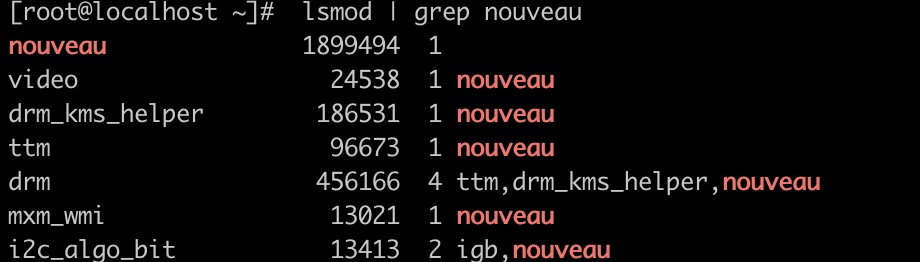 [root@localhost ~]#  lsmod | grep nouveau
nouveau             1899494  1
video                 24538  1 nouveau
drm_kms_helper       186531  1 nouveau
ttm                   96673  1 nouveau
drm                  456166  4 ttm,drm_kms_helper,nouveau
mxm_wmi               13021  1 nouveau
i2c_algo_bit          13413  2 igb,nouveau